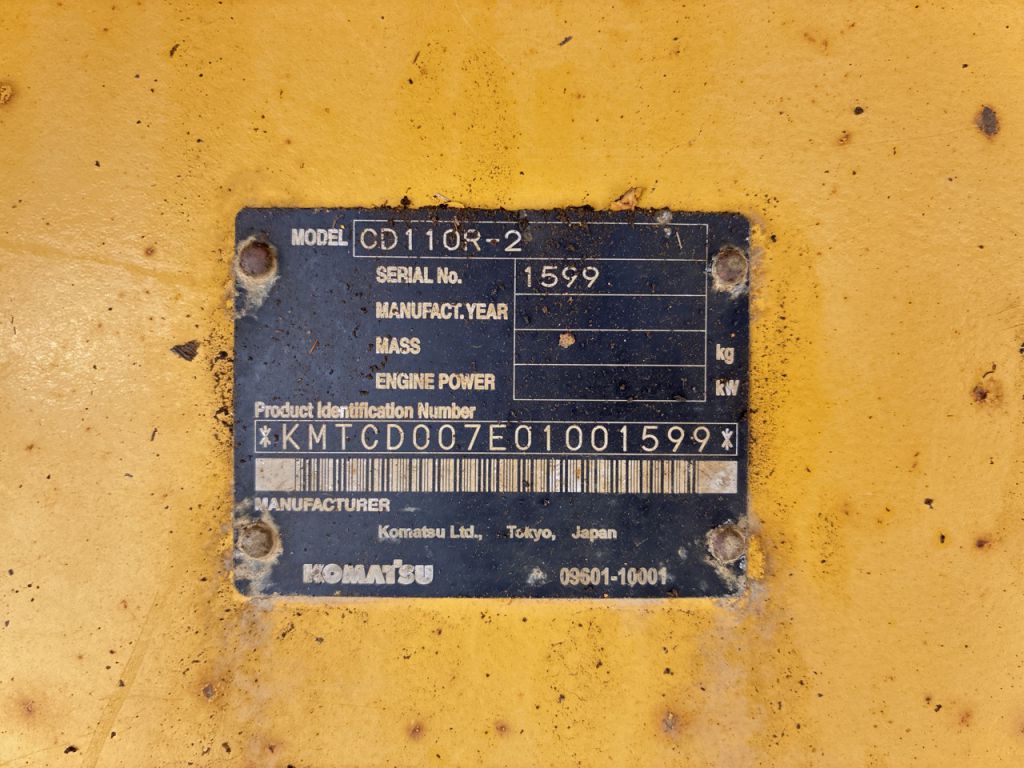 MODEL CD110R-2
SERIAL No. 1599
MANUFACT.YEAR
MASS kg
ENGINE POWER kW
Product Identification Number
*KMTCD007E01001599*
MANUFACTURER
Komatsu Ltd., Tokyo, Japan
KOMATSU 09601-10001